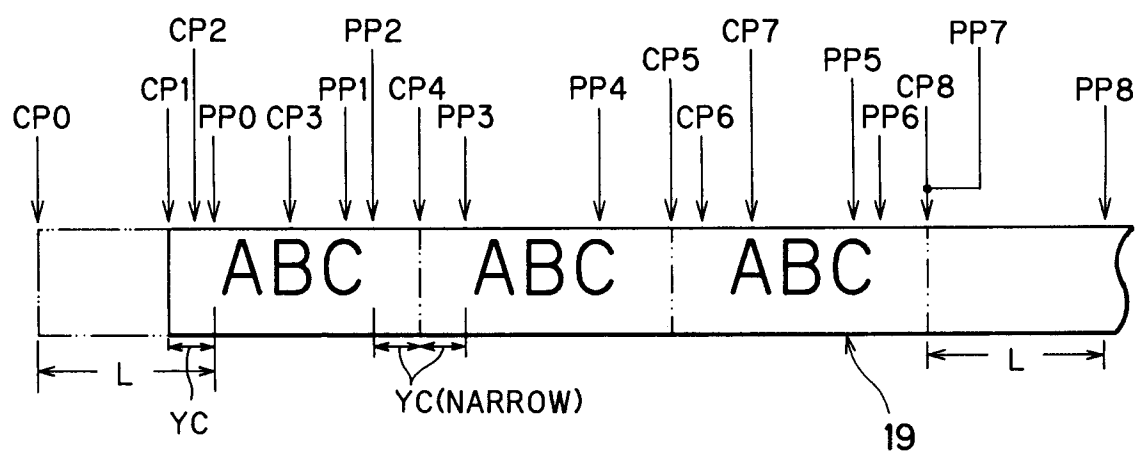 CP2 PP2 CP7 PP7
CP1 PP1 CP4 PP4 CP5 PP5 CP8 PP8
CP0 PP0 CP3 PP3 CP6 PP6
ABC ABC ABC
L YC YC(NARROW) L
19